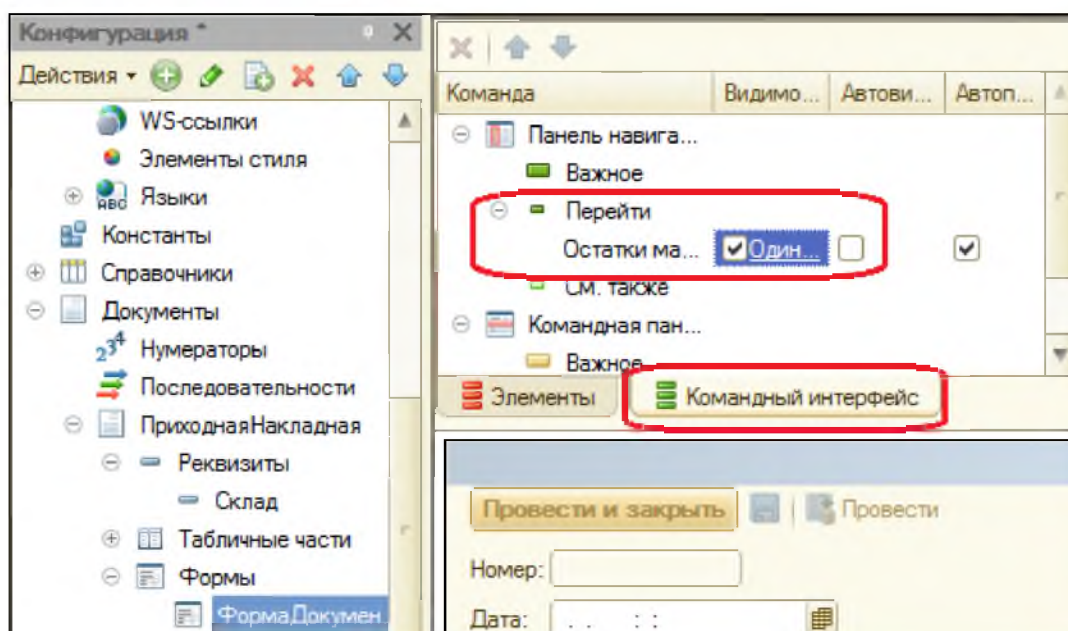 Конфигурация *
Действия
WS-ссылки
Элементы стиля
Языки
Константы
Справочники
Документы
Нумераторы
Последовательности
ПриходнаяНакладная
Реквизиты
Склад
Табличные части
Формы
ФормаДокумен
Команда Видимо... Автови... Автоп...
Панель навига...
Важное
Перейти
Остатки ма... Один...
См. также
Командная пан...
Важное
Элементы Командный интерфейс
Провести и закрыть Провести
Номер:
Дата: . . : :